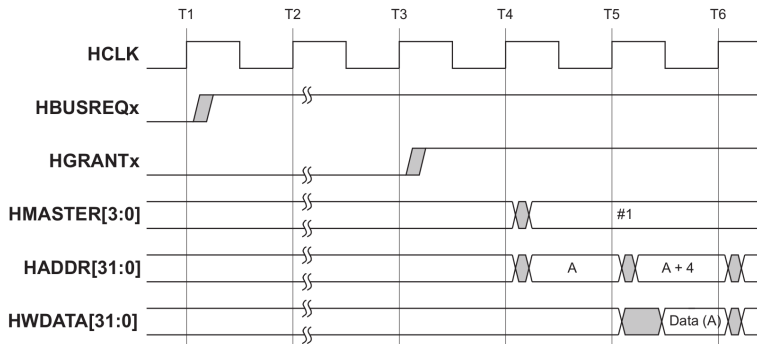 T1 T2 T3 T4 T5 T6
HCLK
HBUSREQx
HGRANTx
HMASTER[3:0] #1
HADDR[31:0] A A + 4
HWDATA[31:0] Data (A)